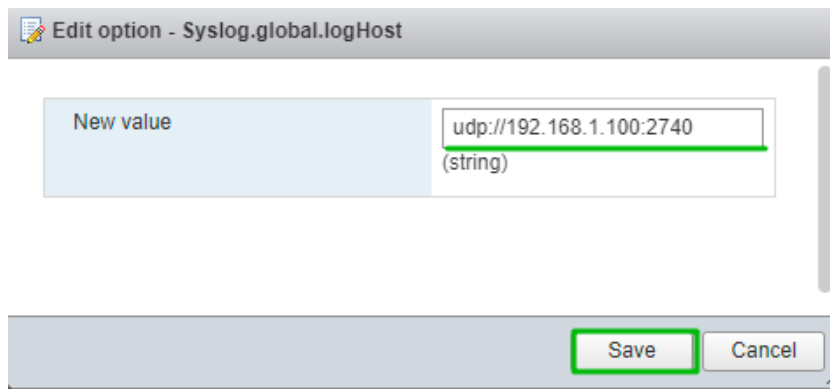 Edit option - Syslog.global.logHost
New value
udp://192.168.1.100:2740
(string)
Save
Cancel